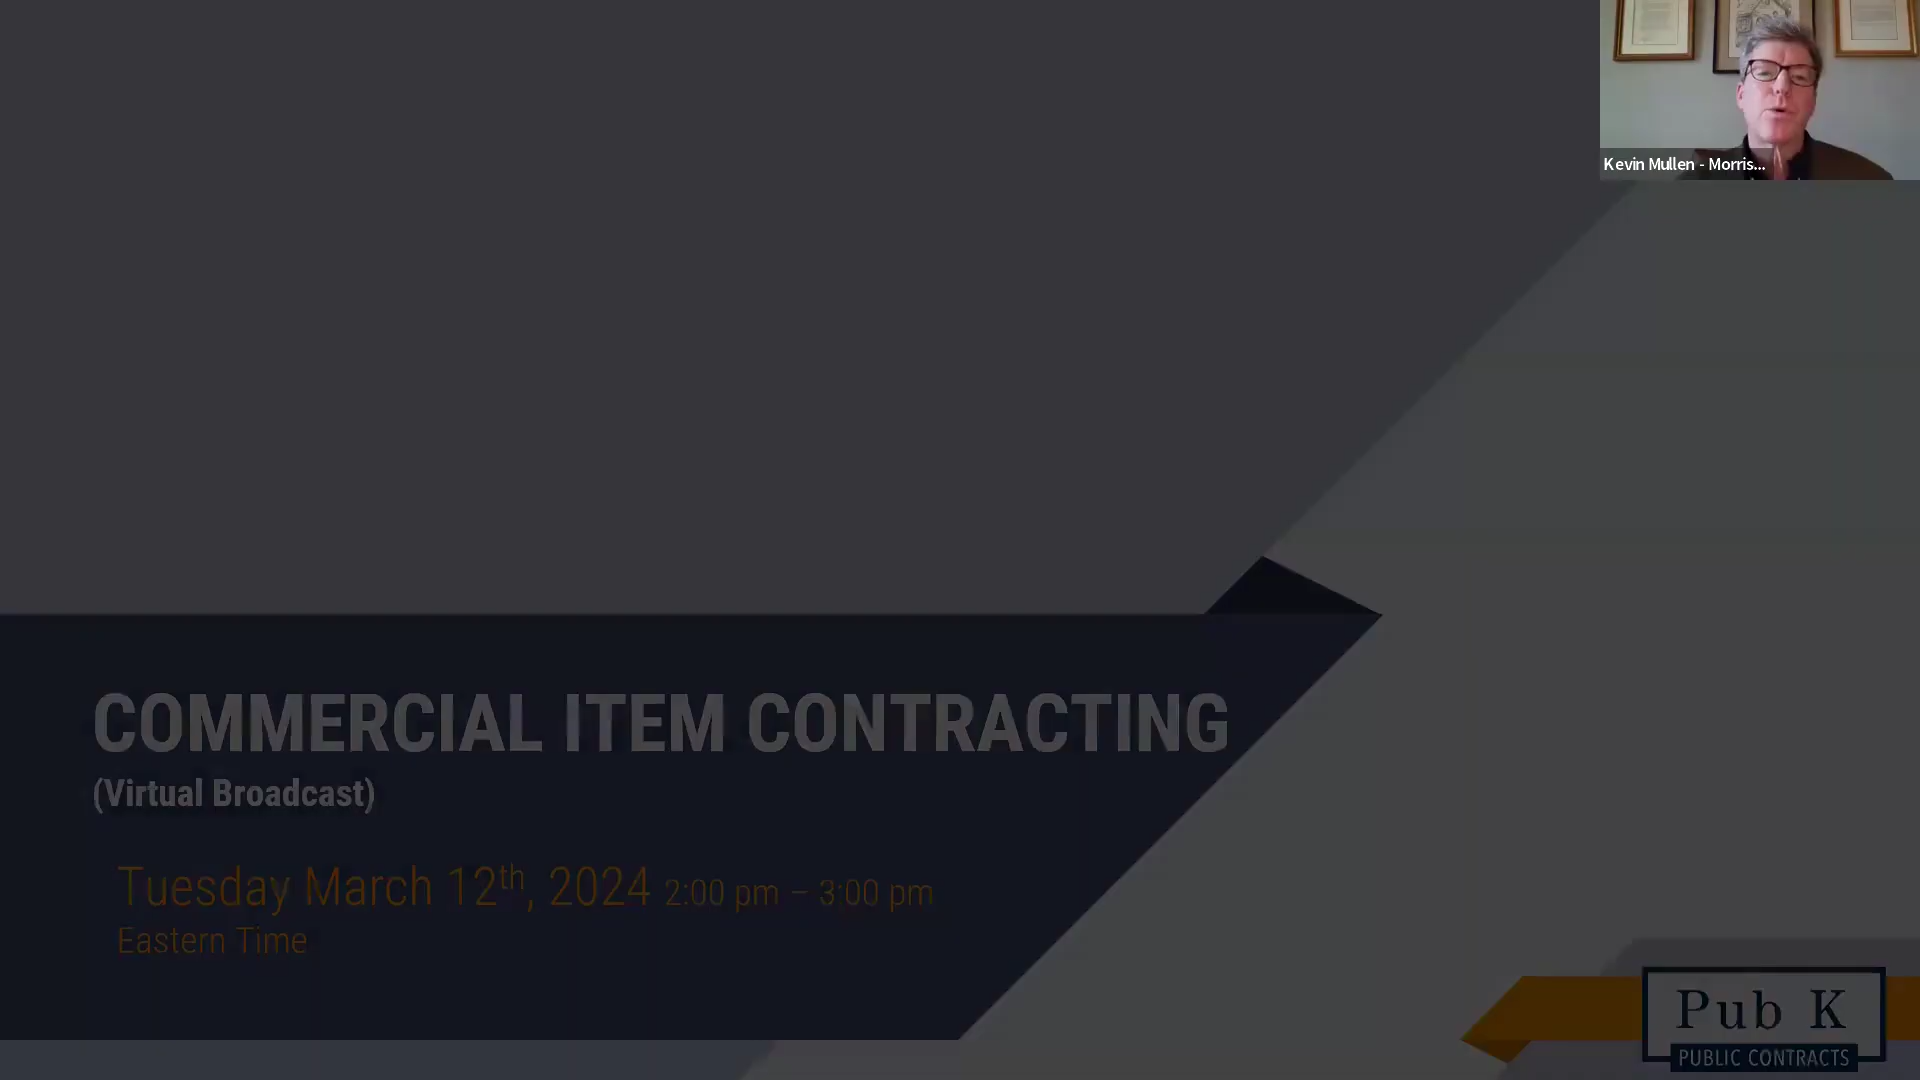 Kevin Mullen - Morris...
COMMERCIAL ITEM CONTRACTING
(Virtual Broadcast)
Tuesday March 12th, 2024 2:00 pm – 3:00 pm
Eastern Time
Pub K
PUBLIC CONTRACTS